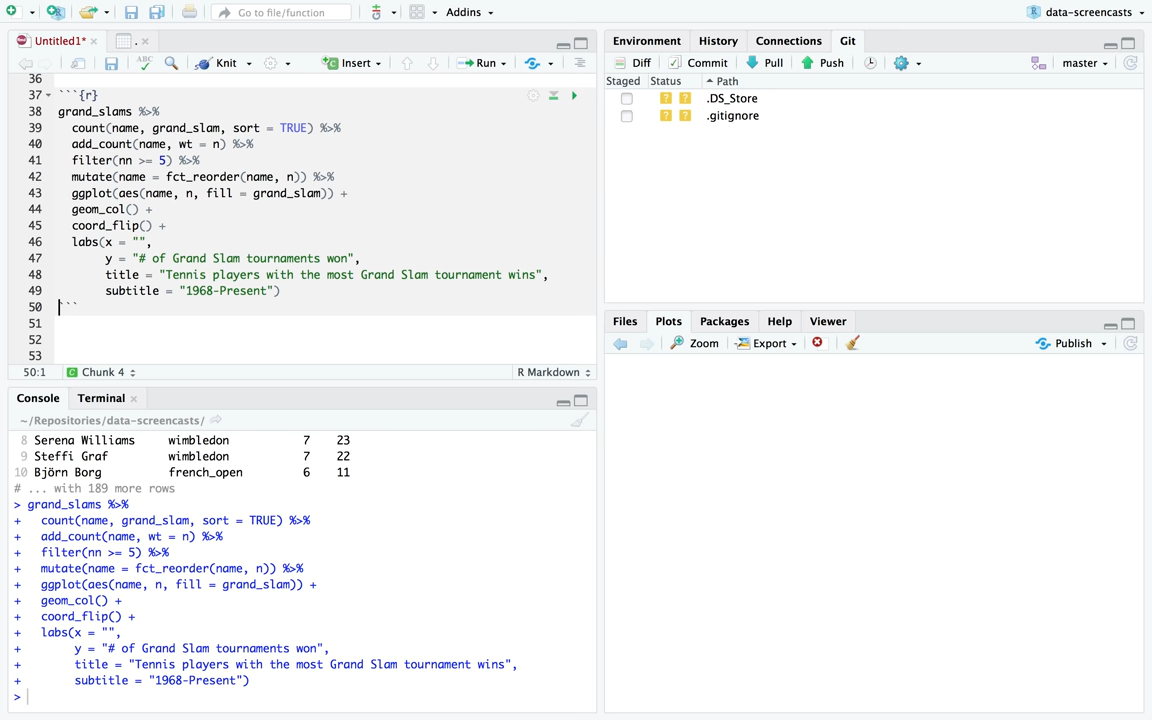 Go to file/function
Addins
data-screencasts
Untitled1*
.
ABC
Knit
Insert
Run
36
37 ```{r}
38 grand_slams %>%
39   count(name, grand_slam, sort = TRUE) %>%
40   add_count(name, wt = n) %>%
41   filter(nn >= 5) %>%
42   mutate(name = fct_reorder(name, n)) %>%
43   ggplot(aes(name, n, fill = grand_slam)) +
44   geom_col() +
45   coord_flip() +
46   labs(x = "",
47        y = "# of Grand Slam tournaments won",
48        title = "Tennis players with the most Grand Slam tournament wins",
49        subtitle = "1968-Present")
50 ```
51
52
53
50:1 C Chunk 4 R Markdown
Console Terminal
~/Repositories/data-screencasts/
8 Serena Williams wimbledon 7 23
9 Steffi Graf wimbledon 7 22
10 Björn Borg french_open 6 11
# ... with 189 more rows
> grand_slams %>%
+   count(name, grand_slam, sort = TRUE) %>%
+   add_count(name, wt = n) %>%
+   filter(nn >= 5) %>%
+   mutate(name = fct_reorder(name, n)) %>%
+   ggplot(aes(name, n, fill = grand_slam)) +
+   geom_col() +
+   coord_flip() +
+   labs(x = "",
+        y = "# of Grand Slam tournaments won",
+        title = "Tennis players with the most Grand Slam tournament wins",
+        subtitle = "1968-Present")
>
Environment History Connections Git
Diff Commit Pull Push master
Staged Status Path
? ? .DS_Store
? ? .gitignore
Files Plots Packages Help Viewer
Zoom Export Publish